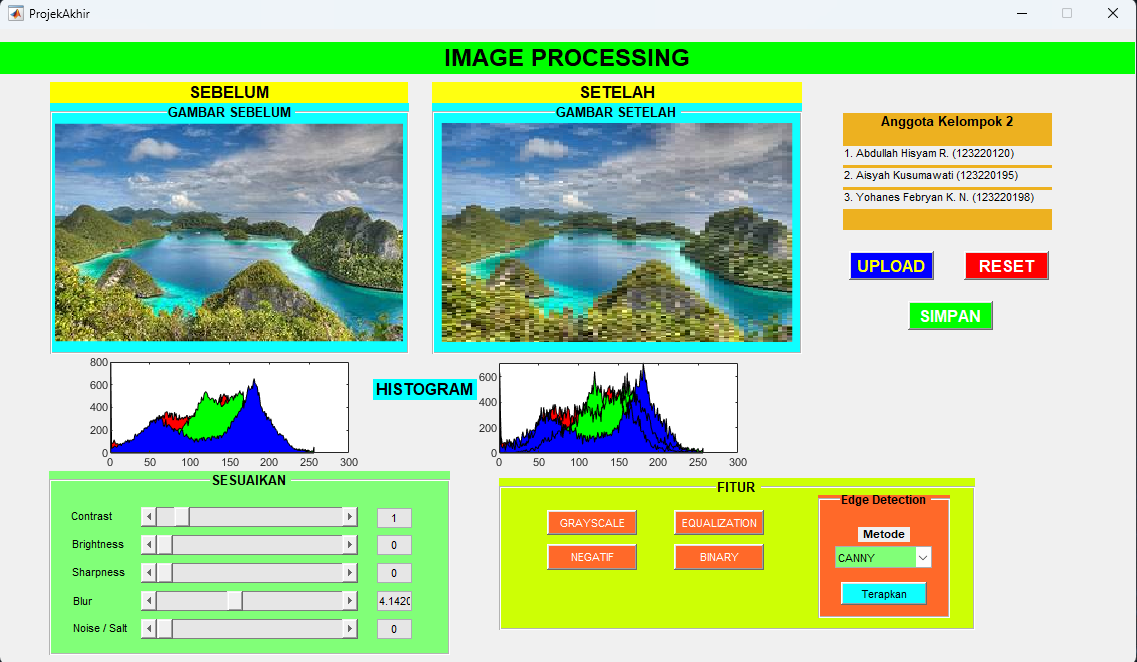 ProjekAkhir
IMAGE PROCESSING
SEBELUM
GAMBAR SEBELUM
SETELAH
GAMBAR SETELAH
Anggota Kelompok 2
1. Abdullah Hisyam R. (123220120)
2. Aisyah Kusumawati (123220195)
3. Yohanes Febryan K. N. (123220198)
UPLOAD
RESET
SIMPAN
800
600
400
200
0
0 50 100 150 200 250 300
HISTOGRAM
600
400
200
0
0 50 100 150 200 250 300
SESUAIKAN
Contrast 1
Brightness 0
Sharpness 0
Blur 4.1420
Noise / Salt 0
FITUR
GRAYSCALE
EQUALIZATION
NEGATIF
BINARY
Edge Detection
Metode
CANNY
Terapkan